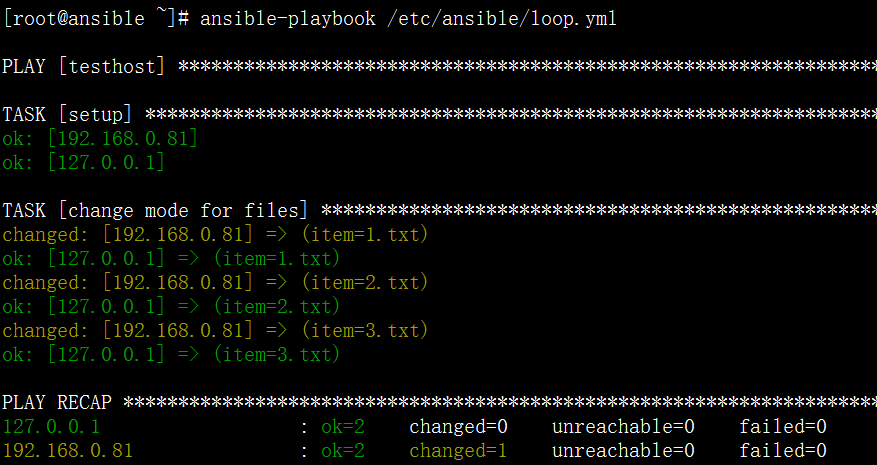 [root@ansible ~]# ansible-playbook /etc/ansible/loop.yml
PLAY [testhost] ****************************************************************
TASK [setup] *******************************************************************
ok: [192.168.0.81]
ok: [127.0.0.1]
TASK [change mode for files] ***************************************************
changed: [192.168.0.81] => (item=1.txt)
ok: [127.0.0.1] => (item=1.txt)
changed: [192.168.0.81] => (item=2.txt)
ok: [127.0.0.1] => (item=2.txt)
changed: [192.168.0.81] => (item=3.txt)
ok: [127.0.0.1] => (item=3.txt)
PLAY RECAP *********************************************************************
127.0.0.1                  : ok=2    changed=0    unreachable=0    failed=0
192.168.0.81               : ok=2    changed=1    unreachable=0    failed=0